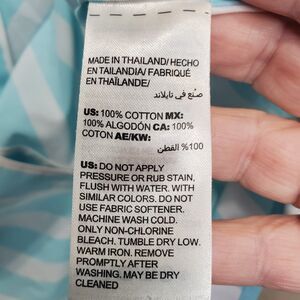 MADE IN THAILAND/ HECHO
EN TAILANDIA/ FABRIQUÉ
EN THAÏLANDE/
صنع في تايلاند
US: 100% COTTON MX:
100% ALGODÓN CA: 100%
COTON AE/KW:
100% القطن
US: DO NOT APPLY
PRESSURE OR RUB STAIN,
FLUSH WITH WATER. WITH
SIMILAR COLORS. DO NOT
USE FABRIC SOFTENER.
MACHINE WASH COLD.
ONLY NON-CHLORINE
BLEACH. TUMBLE DRY LOW.
WARM IRON. REMOVE
PROMPTLY AFTER
WASHING. MAY BE DRY
CLEANED